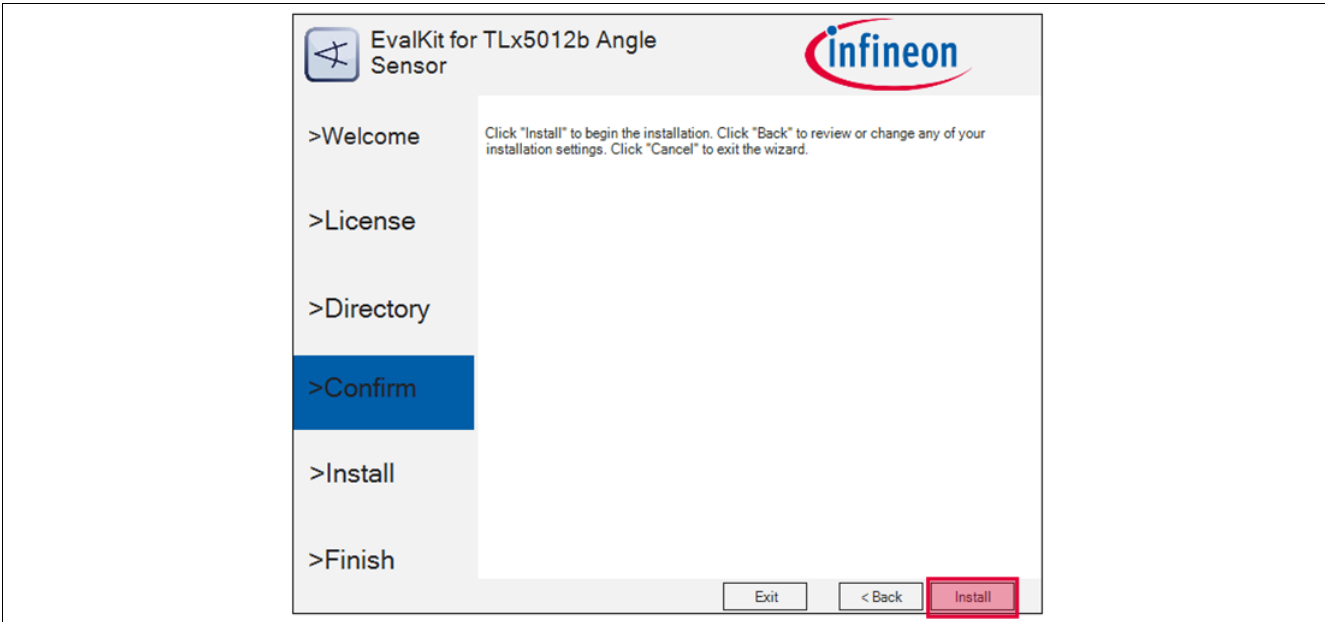 EvalKit for TLx5012b Angle
Sensor
infineon
>Welcome
Click "Install" to begin the installation. Click "Back" to review or change any of your
installation settings. Click "Cancel" to exit the wizard.
>License
>Directory
>Confirm
>Install
>Finish
Exit
< Back
Install